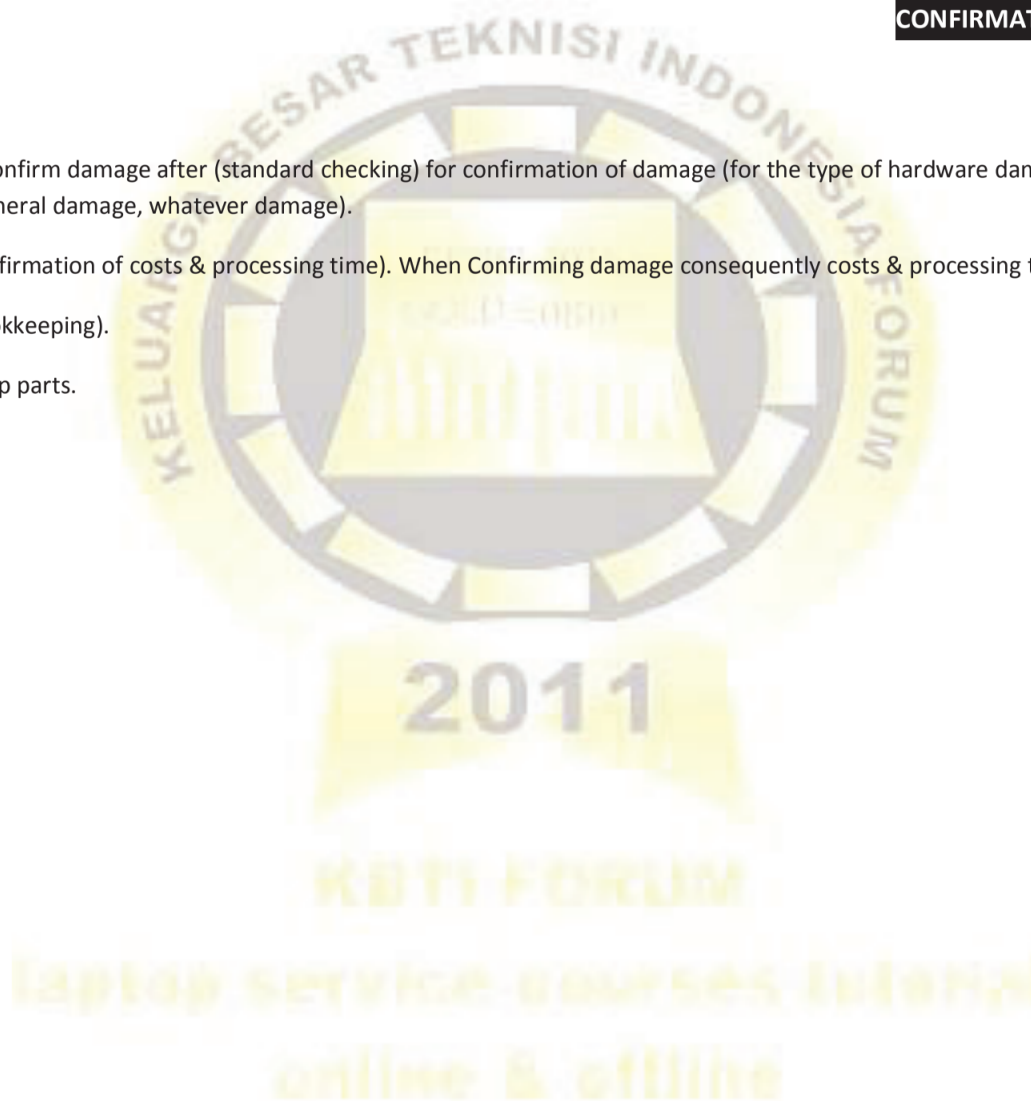 CONFIRMAT
onfirm damage after (standard checking) for confirmation of damage (for the type of hardware dam
neral damage, whatever damage).
firmation of costs & processing time). When Confirming damage consequently costs & processing t
okkeeping).
p parts.
KELUARGA BESAR TEKNISI INDONESIA FORUM
2011
KBTI FORUM
laptop service courses tutorial
online & offline